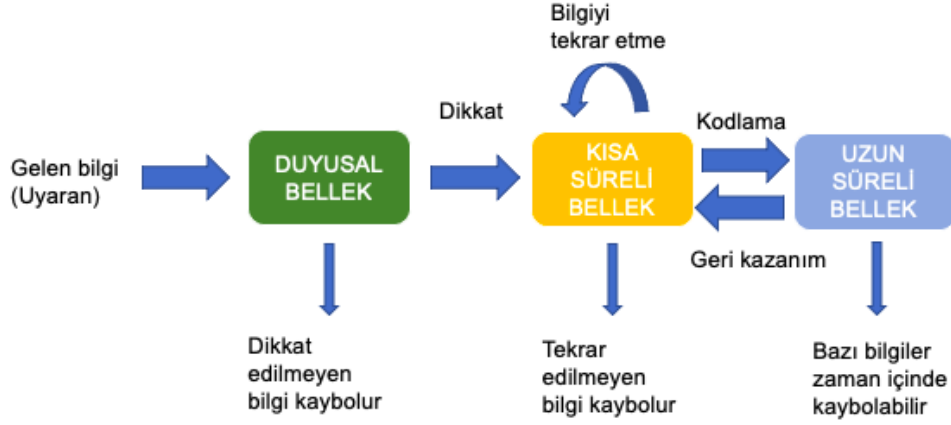 Bilgiyi
tekrar etme
Dikkat
Kodlama
Gelen bilgi
(Uyaran)
DUYUSAL
BELLEK
KISA
SÜRELİ
BELLEK
UZUN
SÜRELİ
BELLEK
Geri kazanım
Dikkat
edilmeyen
bilgi kaybolur
Tekrar
edilmeyen
bilgi kaybolur
Bazı bilgiler
zaman içinde
kaybolabilir